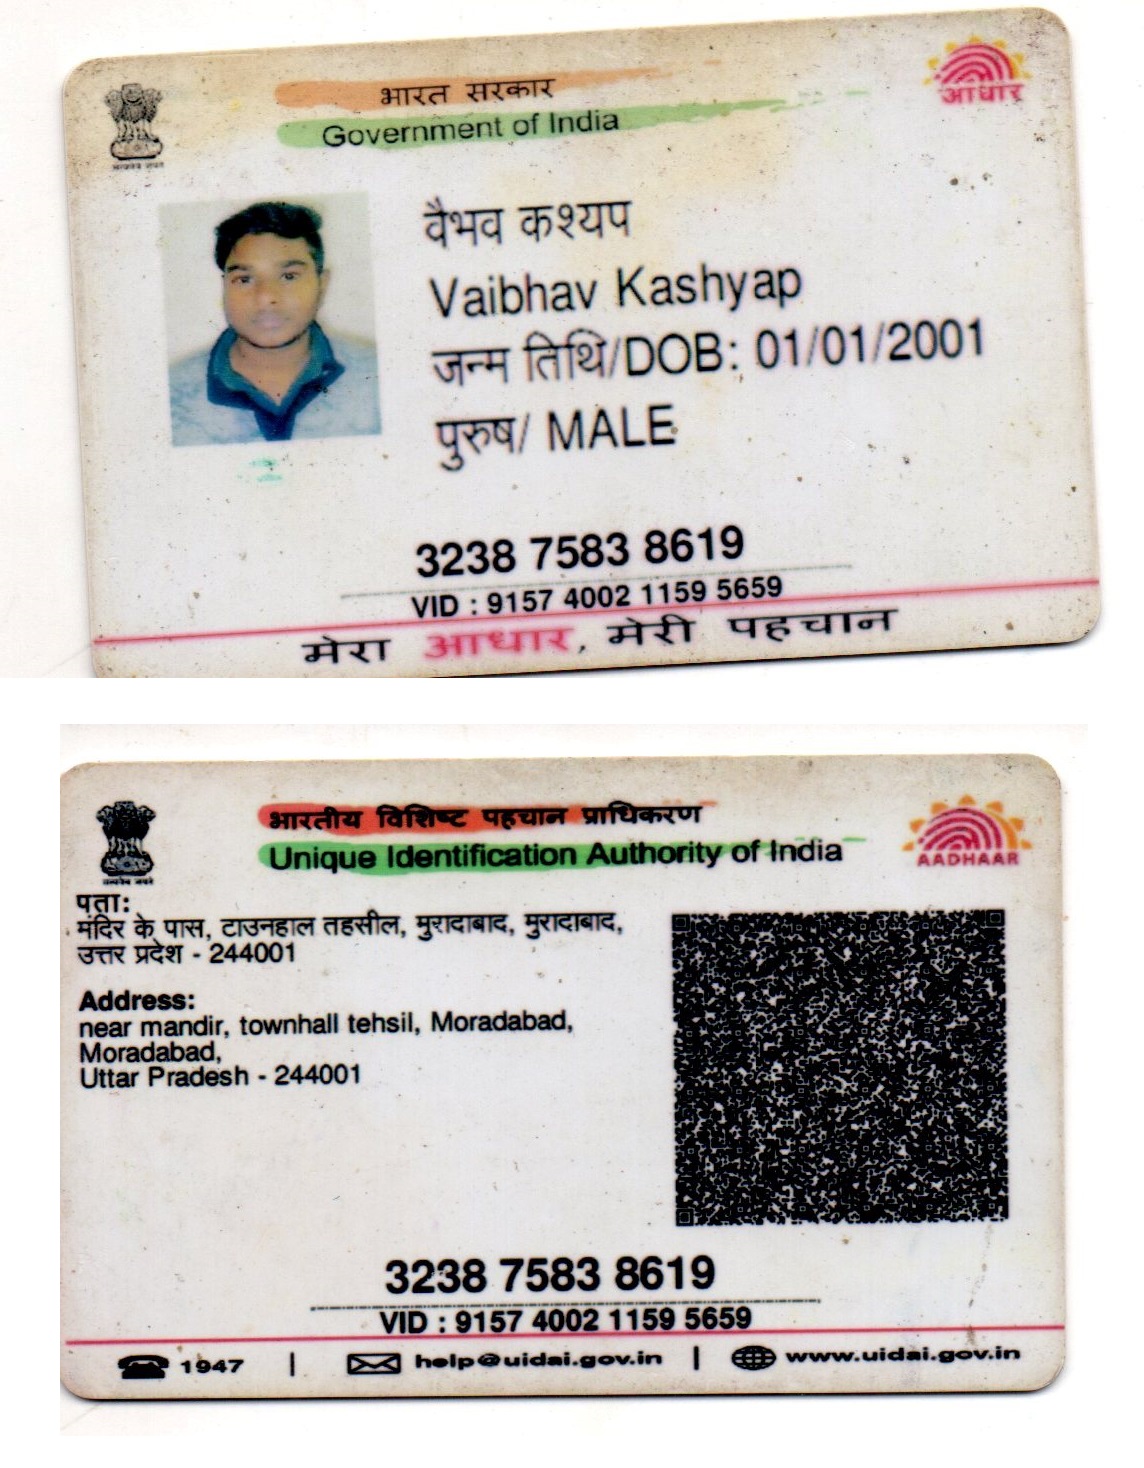 भारत सरकार
Government of India
आधार
वैभव कश्यप
Vaibhav Kashyap
जन्म तिथि/DOB: 01/01/2001
पुरुष/ MALE
3238 7583 8619
VID : 9157 4002 1159 5659
मेरा आधार, मेरी पहचान
भारतीय विशिष्ट पहचान प्राधिकरण
Unique Identification Authority of India
AADHAAR
पता:
मंदिर के पास, टाउनहाल तहसील, मुरादाबाद, मुरादाबाद,
उत्तर प्रदेश - 244001
Address:
near mandir, townhall tehsil, Moradabad,
Moradabad,
Uttar Pradesh - 244001
3238 7583 8619
VID : 9157 4002 1159 5659
1947 | help@uidai.gov.in | www.uidai.gov.in